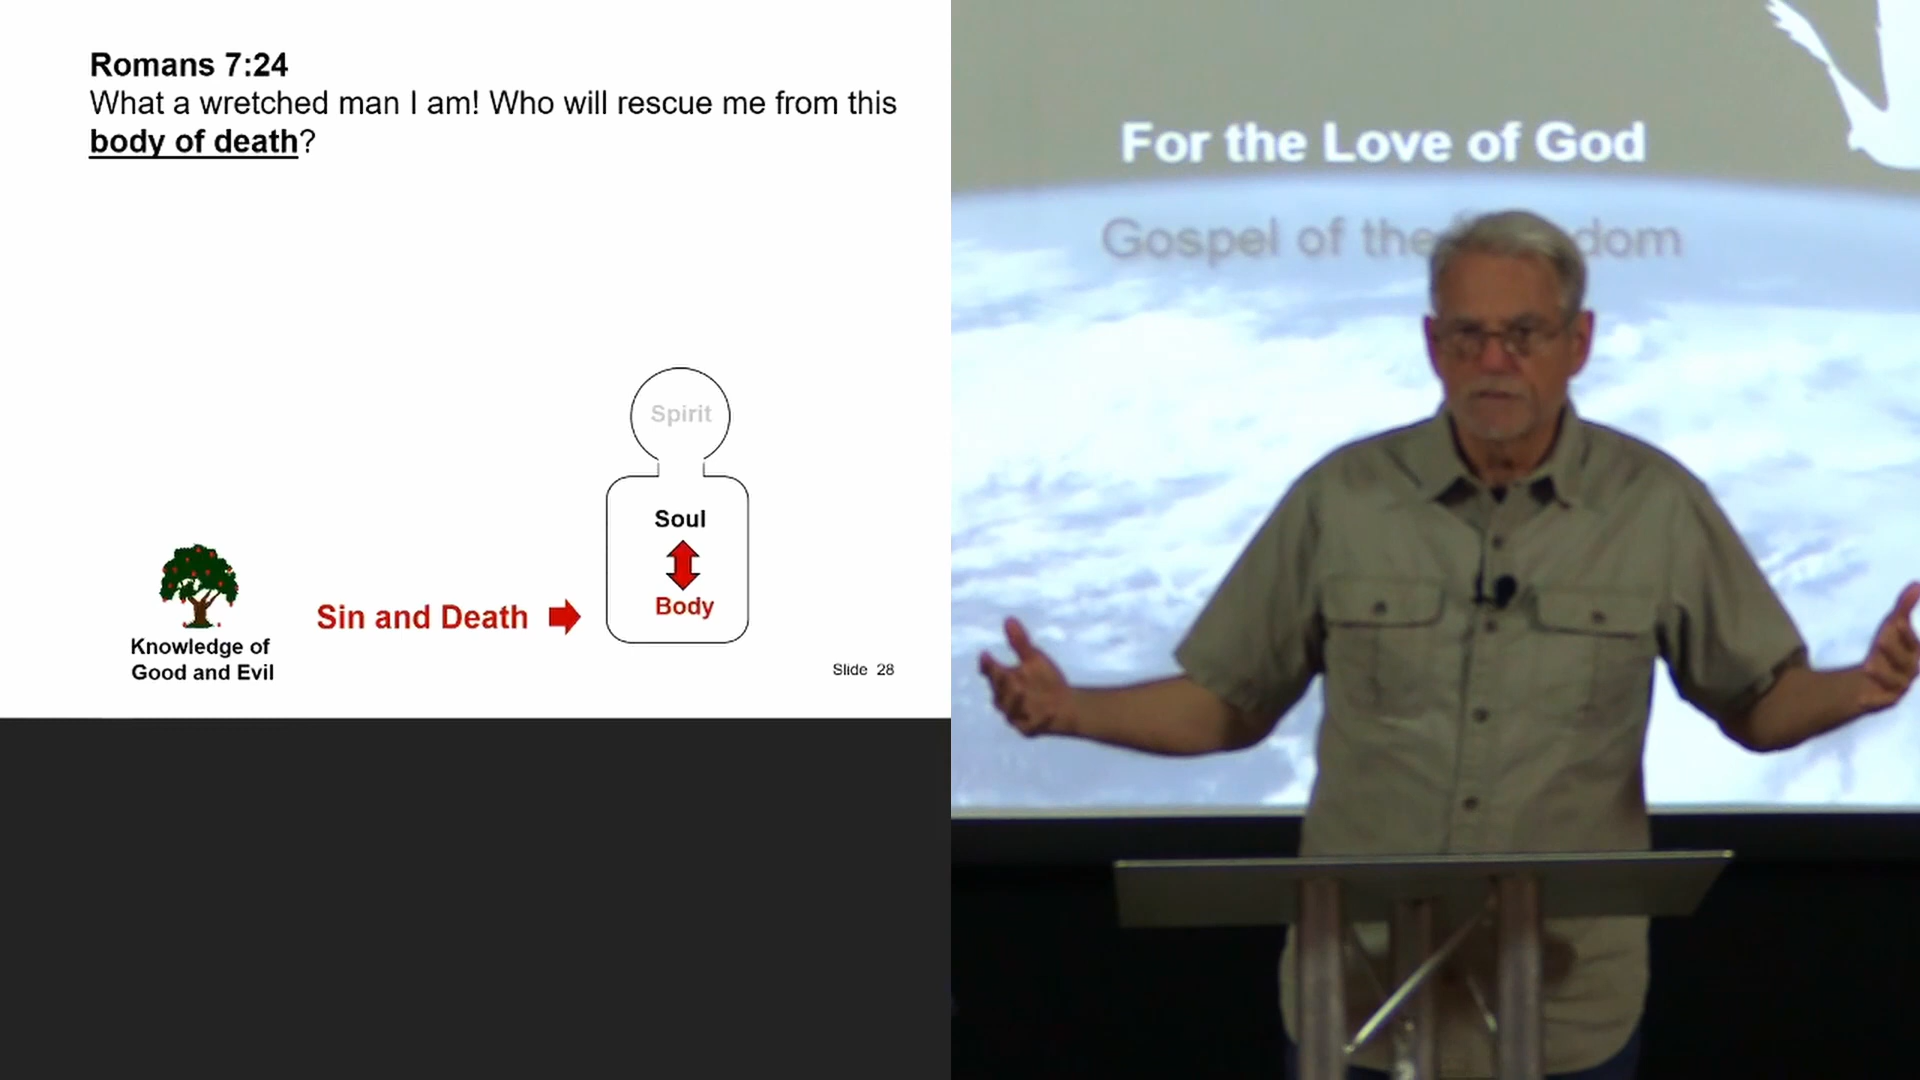 Romans 7:24
What a wretched man I am! Who will rescue me from this
body of death?
Spirit
Soul
Body
Sin and Death
Knowledge of
Good and Evil
Slide 28
For the Love of God
Gospel of the